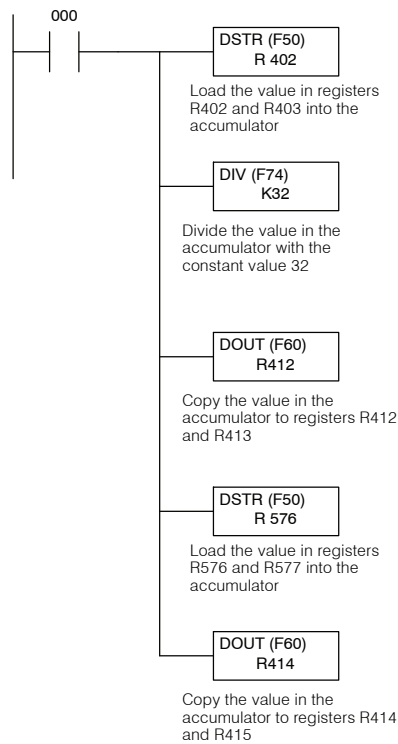 000
DSTR (F50)
R 402
Load the value in registers
R402 and R403 into the
accumulator
DIV (F74)
K32
Divide the value in the
accumulator with the
constant value 32
DOUT (F60)
R412
Copy the value in the
accumulator to registers R412
and R413
DSTR (F50)
R 576
Load the value in registers
R576 and R577 into the
accumulator
DOUT (F60)
R414
Copy the value in the
accumulator to registers R414
and R415